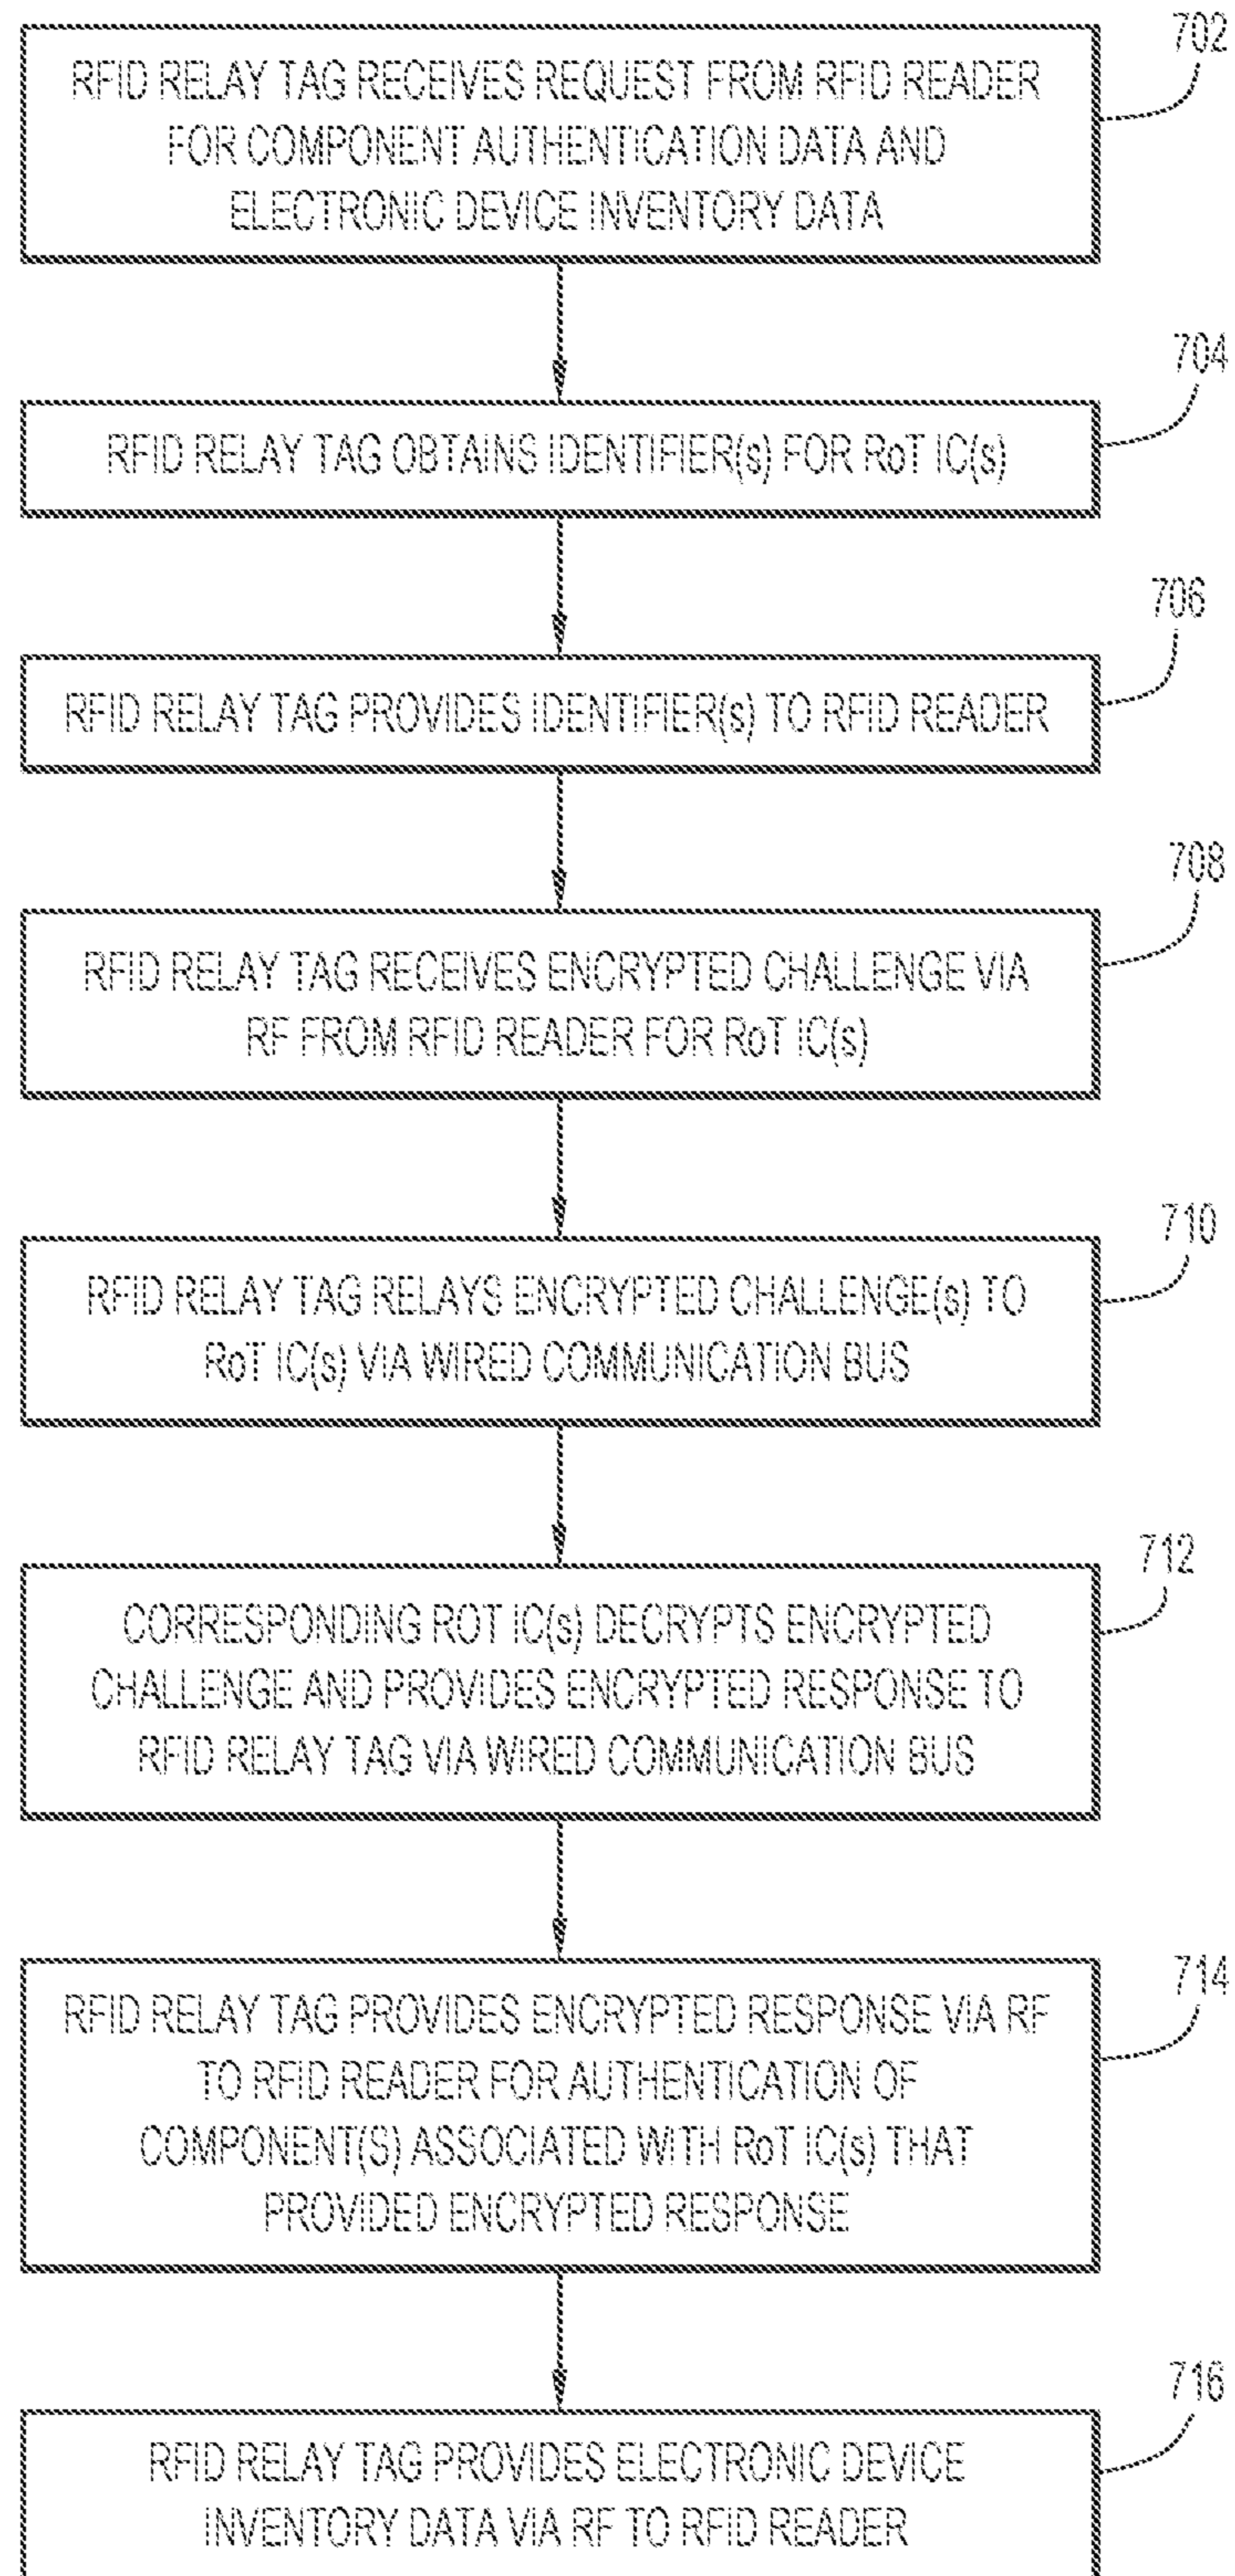 702
RFID RELAY TAG RECEIVES REQUEST FROM RFID READER
FOR COMPONENT AUTHENTICATION DATA AND
ELECTRONIC DEVICE INVENTORY DATA
704
RFID RELAY TAG OBTAINS IDENTIFIER(s) FOR RoT IC(s)
706
RFID RELAY TAG PROVIDES IDENTIFIER(s) TO RFID READER
708
RFID RELAY TAG RECEIVES ENCRYPTED CHALLENGE VIA
RF FROM RFID READER FOR RoT IC(s)
710
RFID RELAY TAG RELAYS ENCRYPTED CHALLENGE(s) TO
RoT IC(s) VIA WIRED COMMUNICATION BUS
712
CORRESPONDING ROT IC(s) DECRYPTS ENCRYPTED
CHALLENGE AND PROVIDES ENCRYPTED RESPONSE TO
RFID RELAY TAG VIA WIRED COMMUNICATION BUS
714
RFID RELAY TAG PROVIDES ENCRYPTED RESPONSE VIA RF
TO RFID READER FOR AUTHENTICATION OF
COMPONENT(S) ASSOCIATED WITH RoT IC(s) THAT
PROVIDED ENCRYPTED RESPONSE
716
RFID RELAY TAG PROVIDES ELECTRONIC DEVICE
INVENTORY DATA VIA RF TO RFID READER